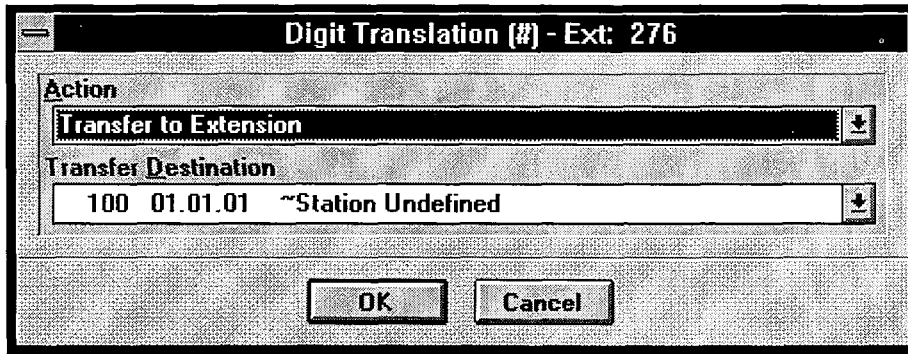 Digit Translation (#) - Ext: 276
Action
Transfer to Extension
Transfer Destination
100 01.01.01 ~Station Undefined
OK Cancel